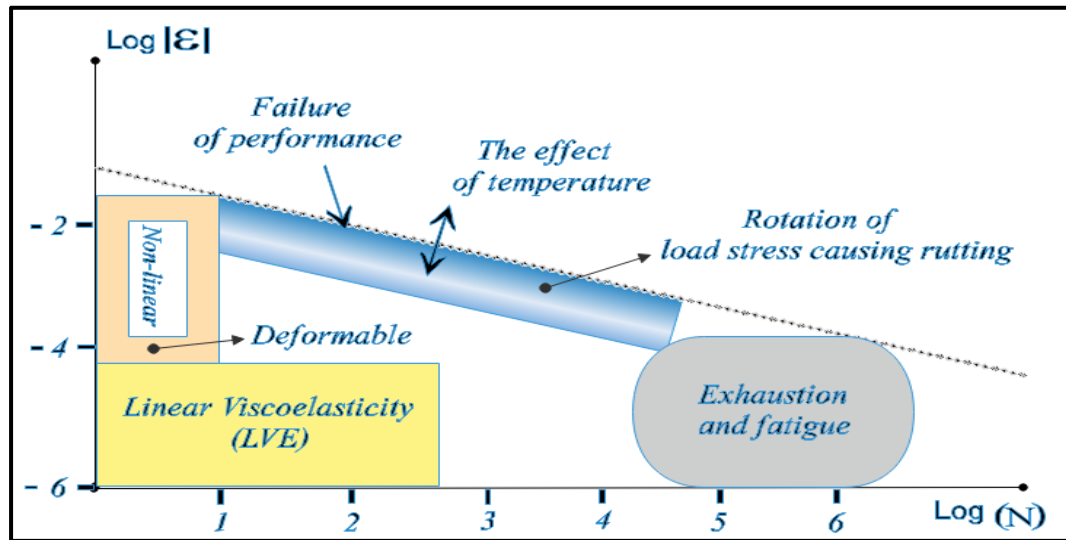 Log |ε|
Failure
of performance
The effect
of temperature
Rotation of
load stress causing rutting
- 2
Non-linear
Deformable
- 4
Linear Viscoelasticity
(LVE)
Exhaustion
and fatigue
- 6
1 2 3 4 5 6
Log (N)